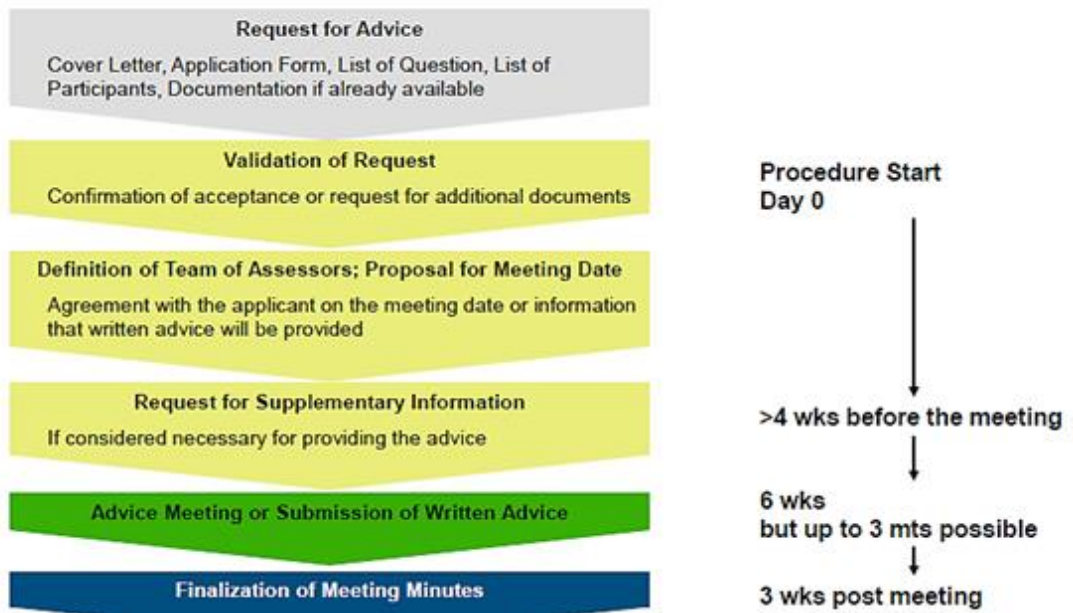 Request for Advice
Cover Letter, Application Form, List of Question, List of
Participants, Documentation if already available
Validation of Request
Confirmation of acceptance or request for additional documents
Procedure Start
Day 0
Definition of Team of Assessors; Proposal for Meeting Date
Agreement with the applicant on the meeting date or information
that written advice will be provided
Request for Supplementary Information
If considered necessary for providing the advice
>4 wks before the meeting
Advice Meeting or Submission of Written Advice
6 wks
but up to 3 mts possible
Finalization of Meeting Minutes
3 wks post meeting